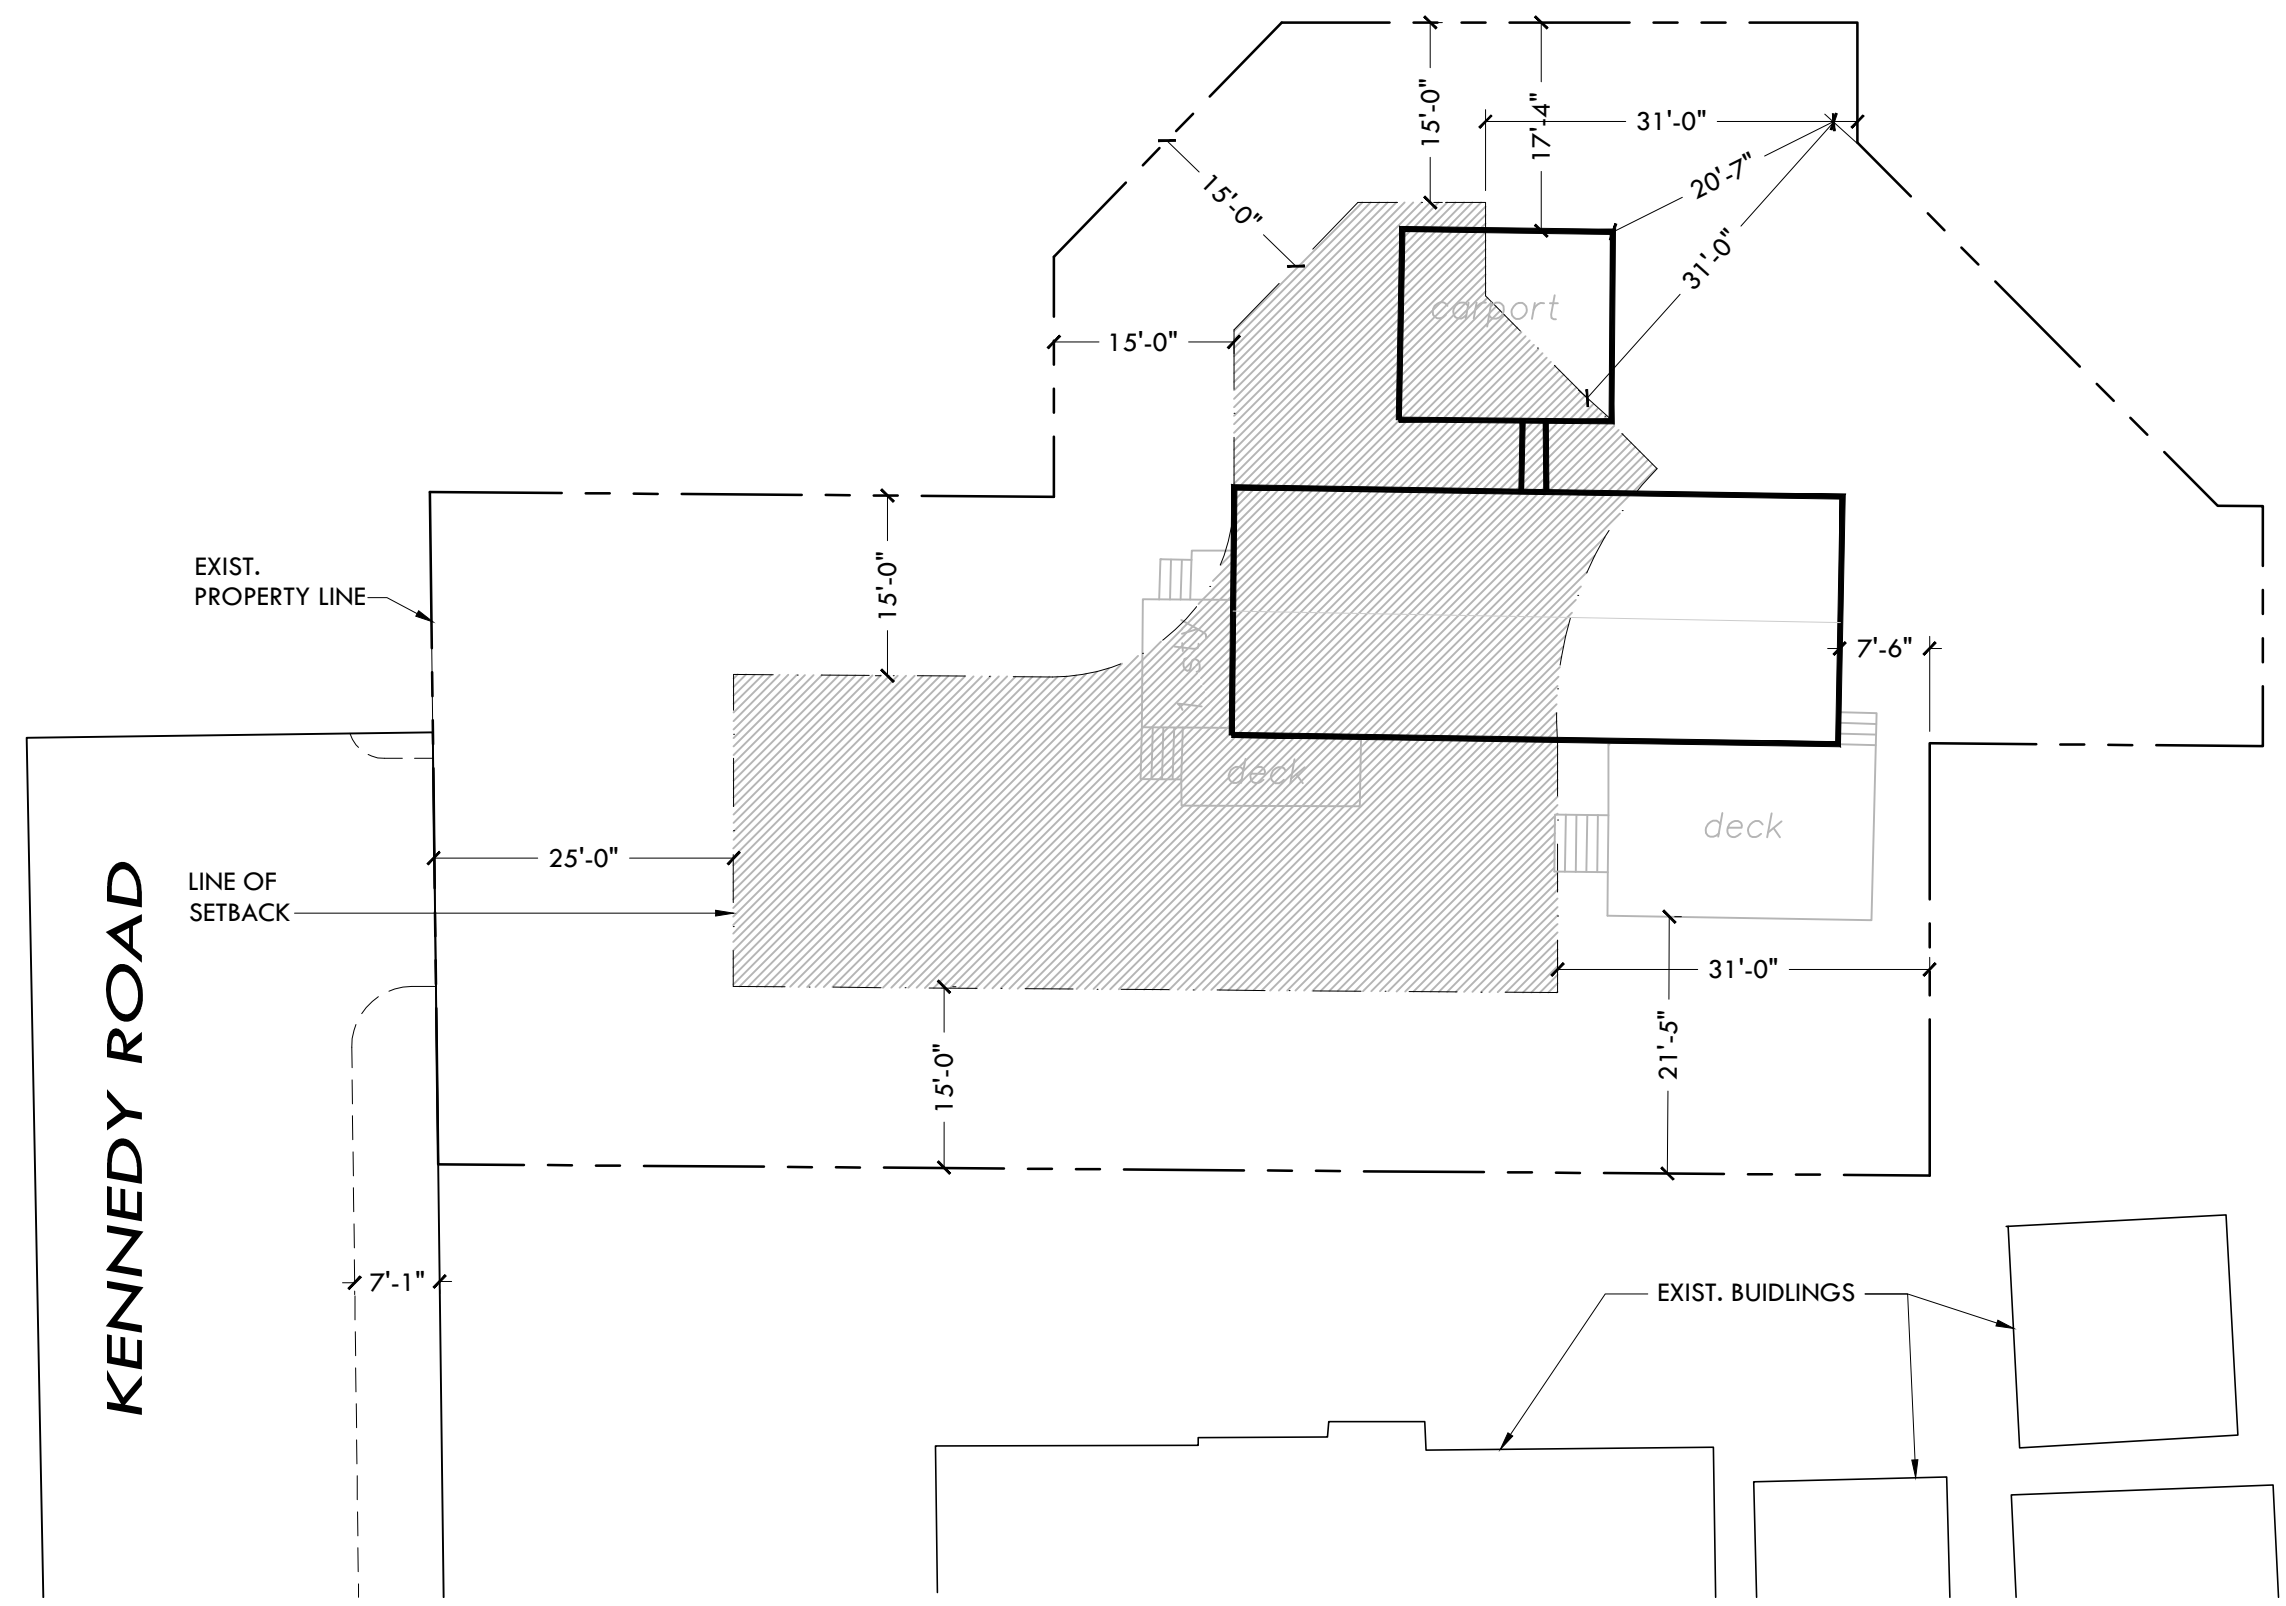 15'-0"
17'-4"
31'-0"
20'-7"
15'-0"
31'-0"
carport
15'-0"
EXIST.
PROPERTY LINE
15'-0"
1 sty
7'-6"
deck
deck
25'-0"
LINE OF
SETBACK
KENNEDY ROAD
31'-0"
21'-5"
15'-0"
7'-1"
EXIST. BUIDLINGS